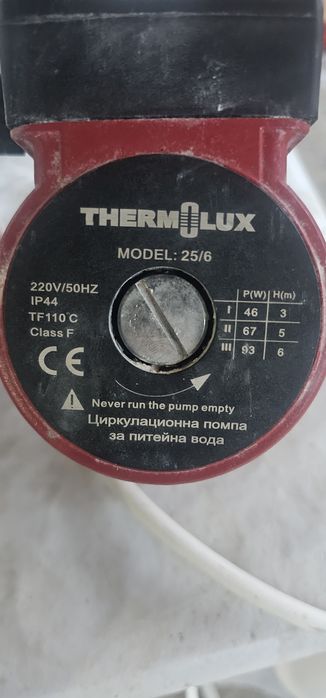 THERMOLUX
MODEL: 25/6
220V/50HZ
IP44
TF110°C
Class F
CE
P(W) H(m)
I 46 3
II 67 5
III 93 6
Never run the pump empty
Циркулационна помпа
за питейна вода